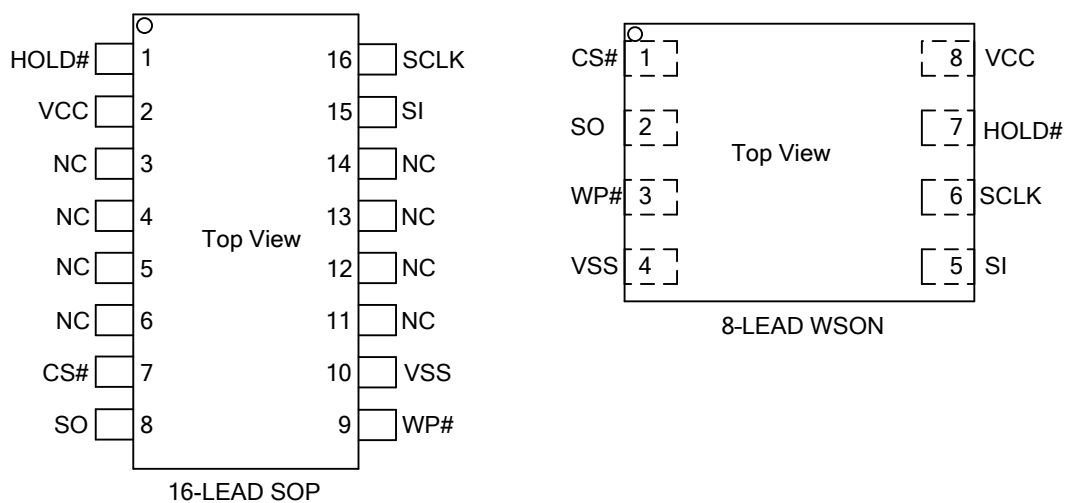 HOLD# 1 16 SCLK
VCC 2 15 SI
NC 3 14 NC
NC 4 13 NC
Top View
NC 5 12 NC
NC 6 11 NC
CS# 7 10 VSS
SO 8 9 WP#
16-LEAD SOP
CS# 1 8 VCC
SO 2 7 HOLD#
Top View
WP# 3 6 SCLK
VSS 4 5 SI
8-LEAD WSON